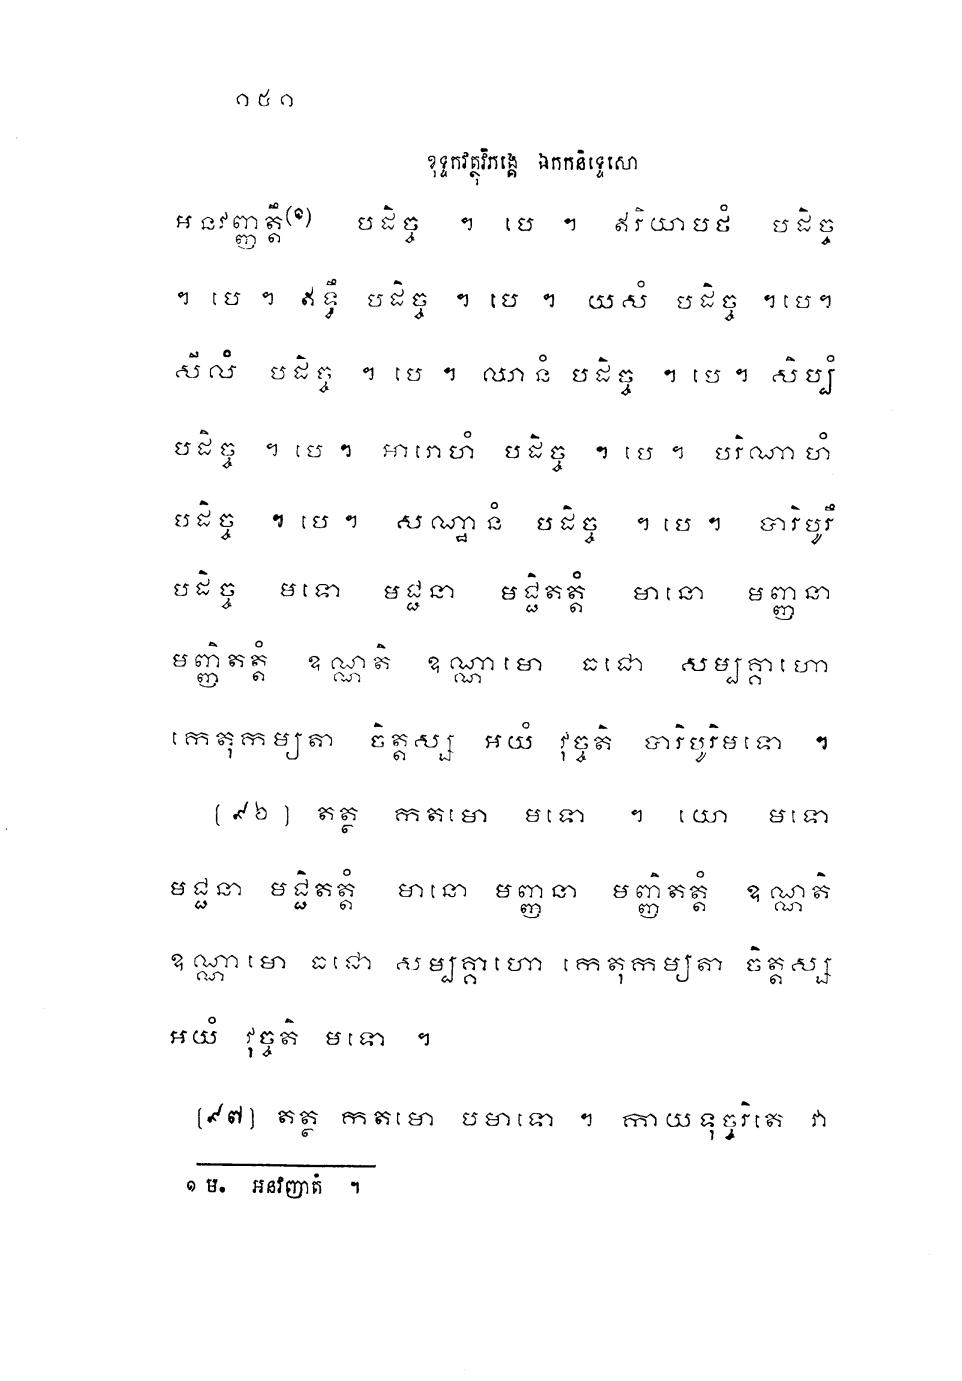 ១៥១
ខុទ្ទកវត្ថុវិភង្គេ ឯកកនិទ្ទេសោ
អនវញ្ញត្តឹ(១) បដិច្ច ។ បេ ។ ឥរិយាបថំ បដិច្ច
។ បេ ។ ឥទ្ធឹ បដិច្ច ។ បេ ។ យសំ បដិច្ច ។បេ។
សីលំ បដិច្ច ។ បេ ។ ឈានំ បដិច្ច ។ បេ ។ សិប្បំ
បដិច្ច ។ បេ ។ អារោហំ បដិច្ច ។ បេ ។ បរិណាហំ
បដិច្ច ។ បេ ។ សណ្ឋានំ បដិច្ច ។ បេ ។ បារិបូរឹ
បដិច្ច មទោ មជ្ជនា មជ្ជិតត្តំ មានោ មញ្ញនា
មញ្ញិតត្តំ ឧណ្ណតិ ឧណ្ណាមោ ធជោ សម្បគ្គាហោ
កេតុកម្យតា ចិត្តស្ស អយំ វុច្ចតិ បារិបូរិមទោ ។
(៩៦) តត្ថ កតមោ មទោ ។ យោ មទោ
មជ្ជនា មជ្ជិតត្តំ មានោ មញ្ញនា មញ្ញិតត្តំ ឧណ្ណតិ
ឧណ្ណាមោ ធជោ សម្បគ្គាហោ កេតុកម្យតា ចិត្តស្ស
អយំ វុច្ចតិ មទោ ។
(៩៧) តត្ថ កតមោ បមាទោ ។ កាយទុច្ចរិតេ វា
១ ម. អនវិញាតំ ។